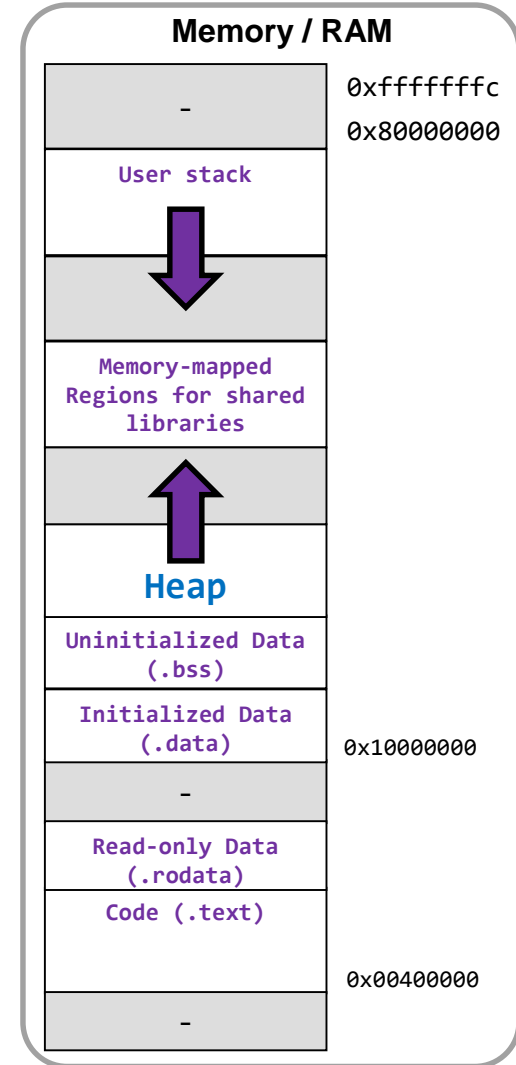 Memory / RAM
0xfffffffc
-
0x80000000
User stack
Memory-mapped
Regions for shared
libraries
Heap
Uninitialized Data
(.bss)
Initialized Data
(.data)
0x10000000
-
Read-only Data
(.rodata)
Code (.text)
0x00400000
-